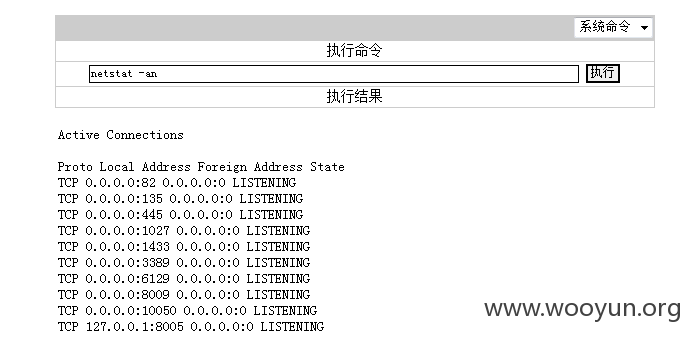 系统命令
执行命令
netstat -an 执行
执行结果
Active Connections
Proto Local Address Foreign Address State
TCP 0.0.0.0:82 0.0.0.0:0 LISTENING
TCP 0.0.0.0:135 0.0.0.0:0 LISTENING
TCP 0.0.0.0:445 0.0.0.0:0 LISTENING
TCP 0.0.0.0:1027 0.0.0.0:0 LISTENING
TCP 0.0.0.0:1433 0.0.0.0:0 LISTENING
TCP 0.0.0.0:3389 0.0.0.0:0 LISTENING
TCP 0.0.0.0:6129 0.0.0.0:0 LISTENING
TCP 0.0.0.0:8009 0.0.0.0:0 LISTENING
TCP 0.0.0.0:10050 0.0.0.0:0 LISTENING
TCP 127.0.0.1:8005 0.0.0.0:0 LISTENING
www.wooyun.org